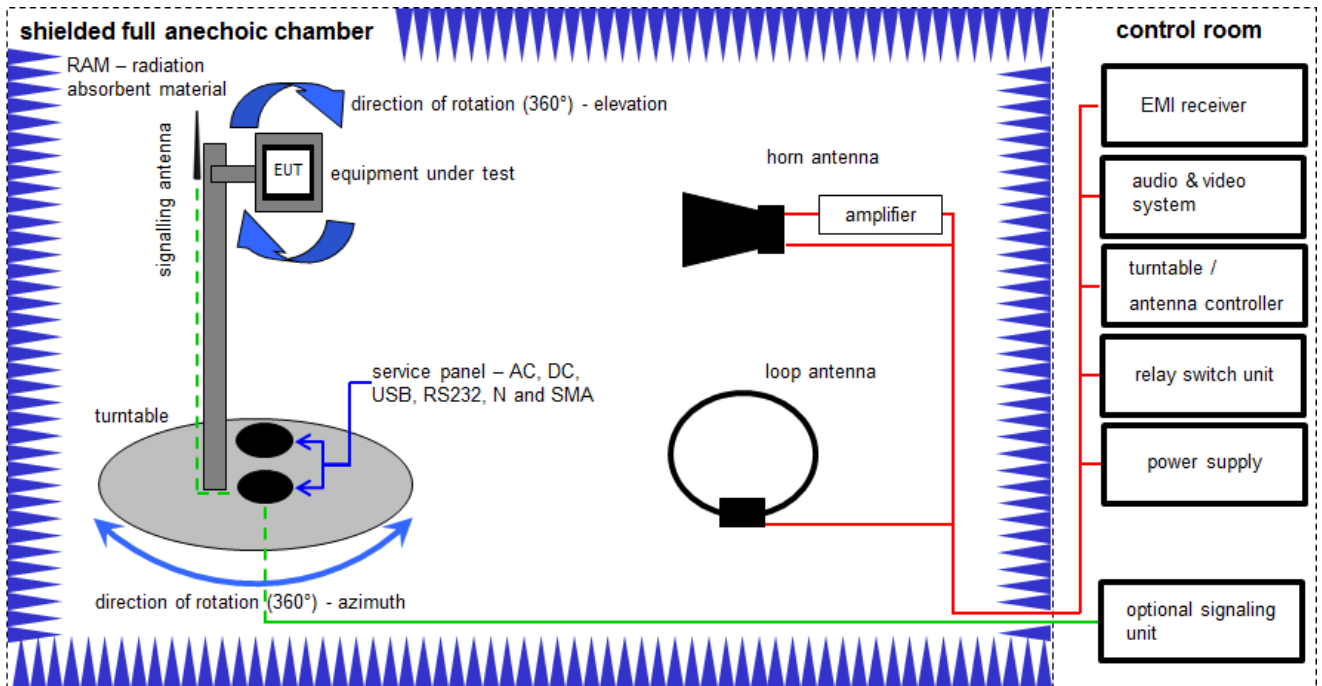 shielded full anechoic chamber
control room
RAM – radiation
absorbent material
direction of rotation (360°) - elevation
signalling antenna
EUT
equipment under test
horn antenna
amplifier
EMI receiver
audio & video
system
turntable /
antenna controller
service panel – AC, DC,
USB, RS232, N and SMA
loop antenna
relay switch unit
turntable
power supply
direction of rotation (360°) - azimuth
optional signaling
unit